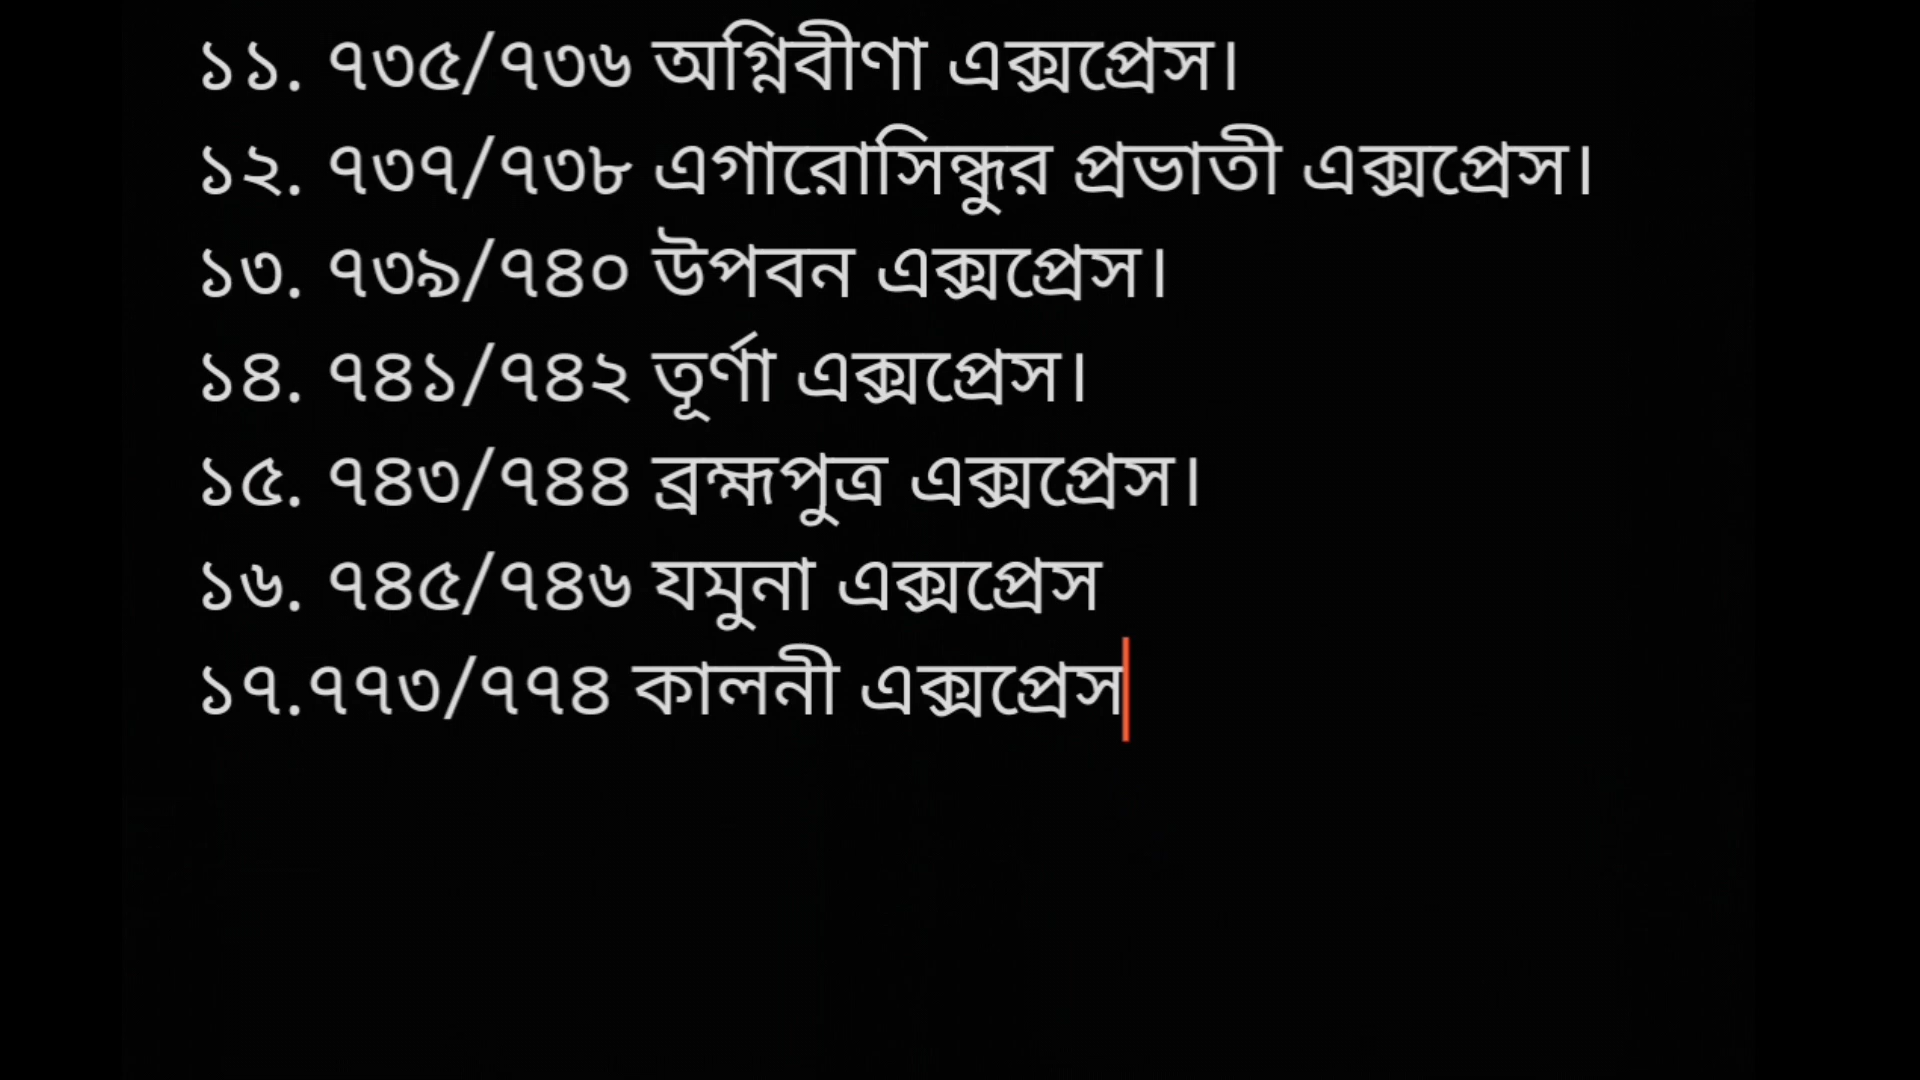 ১১. ৭৩৫/৭৩৬ অগ্নিবীণা এক্সপ্রেস।
১২. ৭৩৭/৭৩৮ এগারোসিন্ধুর প্রভাতী এক্সপ্রেস।
১৩. ৭৩৯/৭৪০ উপবন এক্সপ্রেস।
১৪. ৭৪১/৭৪২ তূর্ণা এক্সপ্রেস।
১৫. ৭৪৩/৭৪৪ ব্রহ্মপুত্র এক্সপ্রেস।
১৬. ৭৪৫/৭৪৬ যমুনা এক্সপ্রেস
১৭.৭৭৩/৭৭৪ কালনী এক্সপ্রেস